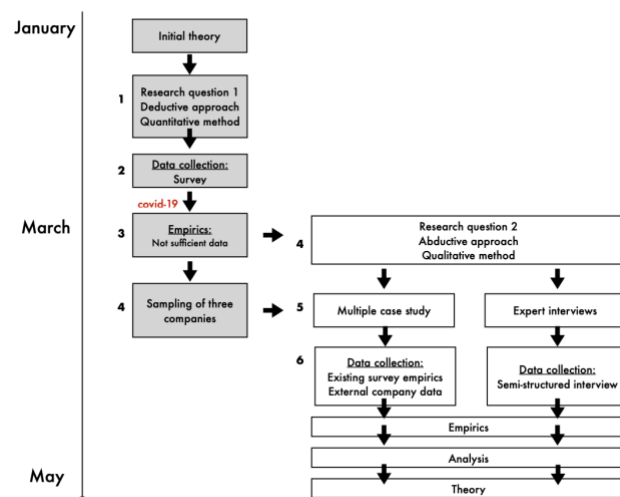 January
Initial theory
1
Research question 1
Deductive approach
Quantitative method
2
Data collection:
Survey
covid-19
March
3
Empirics:
Not sufficient data
4
Research question 2
Abductive approach
Qualitative method
4
Sampling of three
companies
5
Multiple case study
Expert interviews
6
Data collection:
Existing survey empirics
External company data
Data collection:
Semi-structured interview
Empirics
Analysis
May
Theory